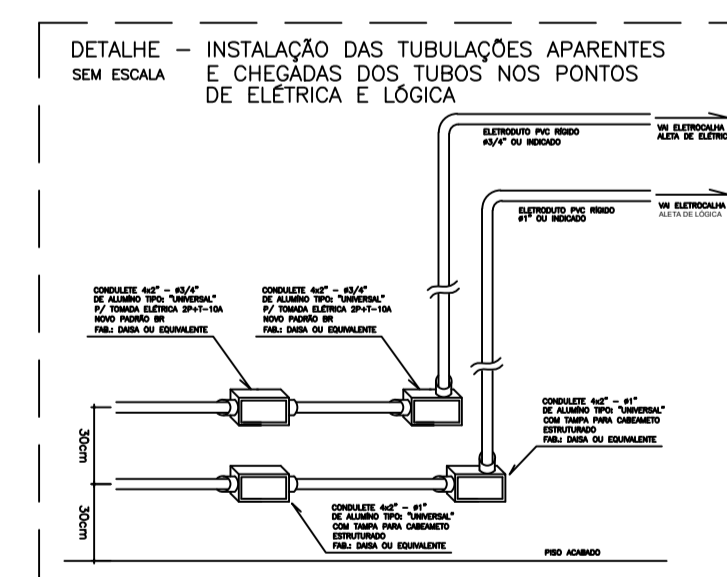 DETALHE – INSTALAÇÃO DAS TUBULAÇÕES APARENTES
SEM ESCALA E CHEGADAS DOS TUBOS NOS PONTOS
DE ELÉTRICA E LÓGICA
ELETRODUTO PVC RÍGIDO
ø3/4" OU INDICADO
VAI ELETROCALHA
ALETA DE ELÉTRIC
ELETRODUTO PVC RÍGIDO
ø1" OU INDICADO
VAI ELETROCALHA
ALETA DE LÓGICA
CONDULETE 4x2" – ø3/4"
DE ALUMÍNO TIPO: "UNIVERSAL"
P/ TOMADA ELÉTRICA 2P+T-10A
NOVO PADRÃO BR
FAB.: DAISA OU EQUIVALENTE
CONDULETE 4x2" – ø3/4"
DE ALUMÍNO TIPO: "UNIVERSAL"
P/ TOMADA ELÉTRICA 2P+T-10A
NOVO PADRÃO BR
FAB.: DAISA OU EQUIVALENTE
CONDULETE 4x2" – ø1"
DE ALUMÍNO TIPO: "UNIVERSAL"
COM TAMPA PARA CABEAMETO
ESTRUTURADO
FAB.: DAISA OU EQUIVALENTE
30cm
30cm
CONDULETE 4x2" – ø1"
DE ALUMÍNO TIPO: "UNIVERSAL"
COM TAMPA PARA CABEAMETO
ESTRUTURADO
FAB.: DAISA OU EQUIVALENTE
PISO ACABADO